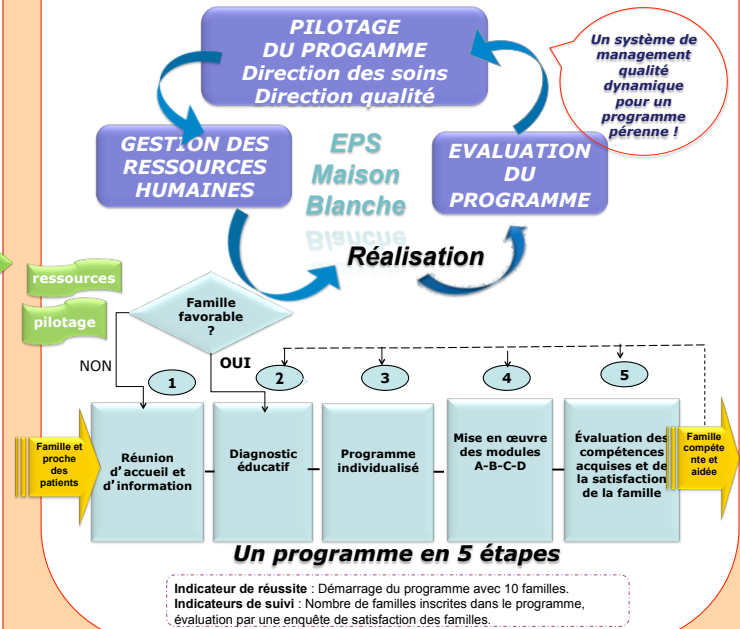 PILOTAGE
DU PROGAMME
Direction des soins
Direction qualité
Un système de
management
qualité
dynamique
pour un
programme
pérenne !
GESTION DES
RESSOURCES
HUMAINES
EPS
Maison
Blanche
EVALUATION
DU
PROGRAMME
Réalisation
ressources
pilotage
Famille
favorable
?
NON
OUI
1
2
3
4
5
Famille et
proche
des
patients
Réunion
d'accueil et
d'information
Diagnostic
éducatif
Programme
individualisé
Mise en œuvre
des modules
A-B-C-D
Évaluation des
compétences
acquises et de
la satisfaction
de la famille
Famille
compéte
nte et
aidée
Un programme en 5 étapes
Indicateur de réussite : Démarrage du programme avec 10 familles.
Indicateurs de suivi : Nombre de familles inscrites dans le programme,
évaluation par une enquête de satisfaction des familles.